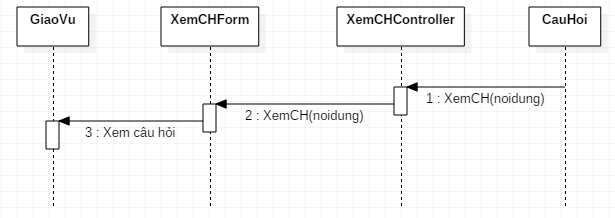 GiaoVu
XemCHForm
XemCHController
CauHoi
1 : XemCH(noidung)
2 : XemCH(noidung)
3 : Xem câu hỏi